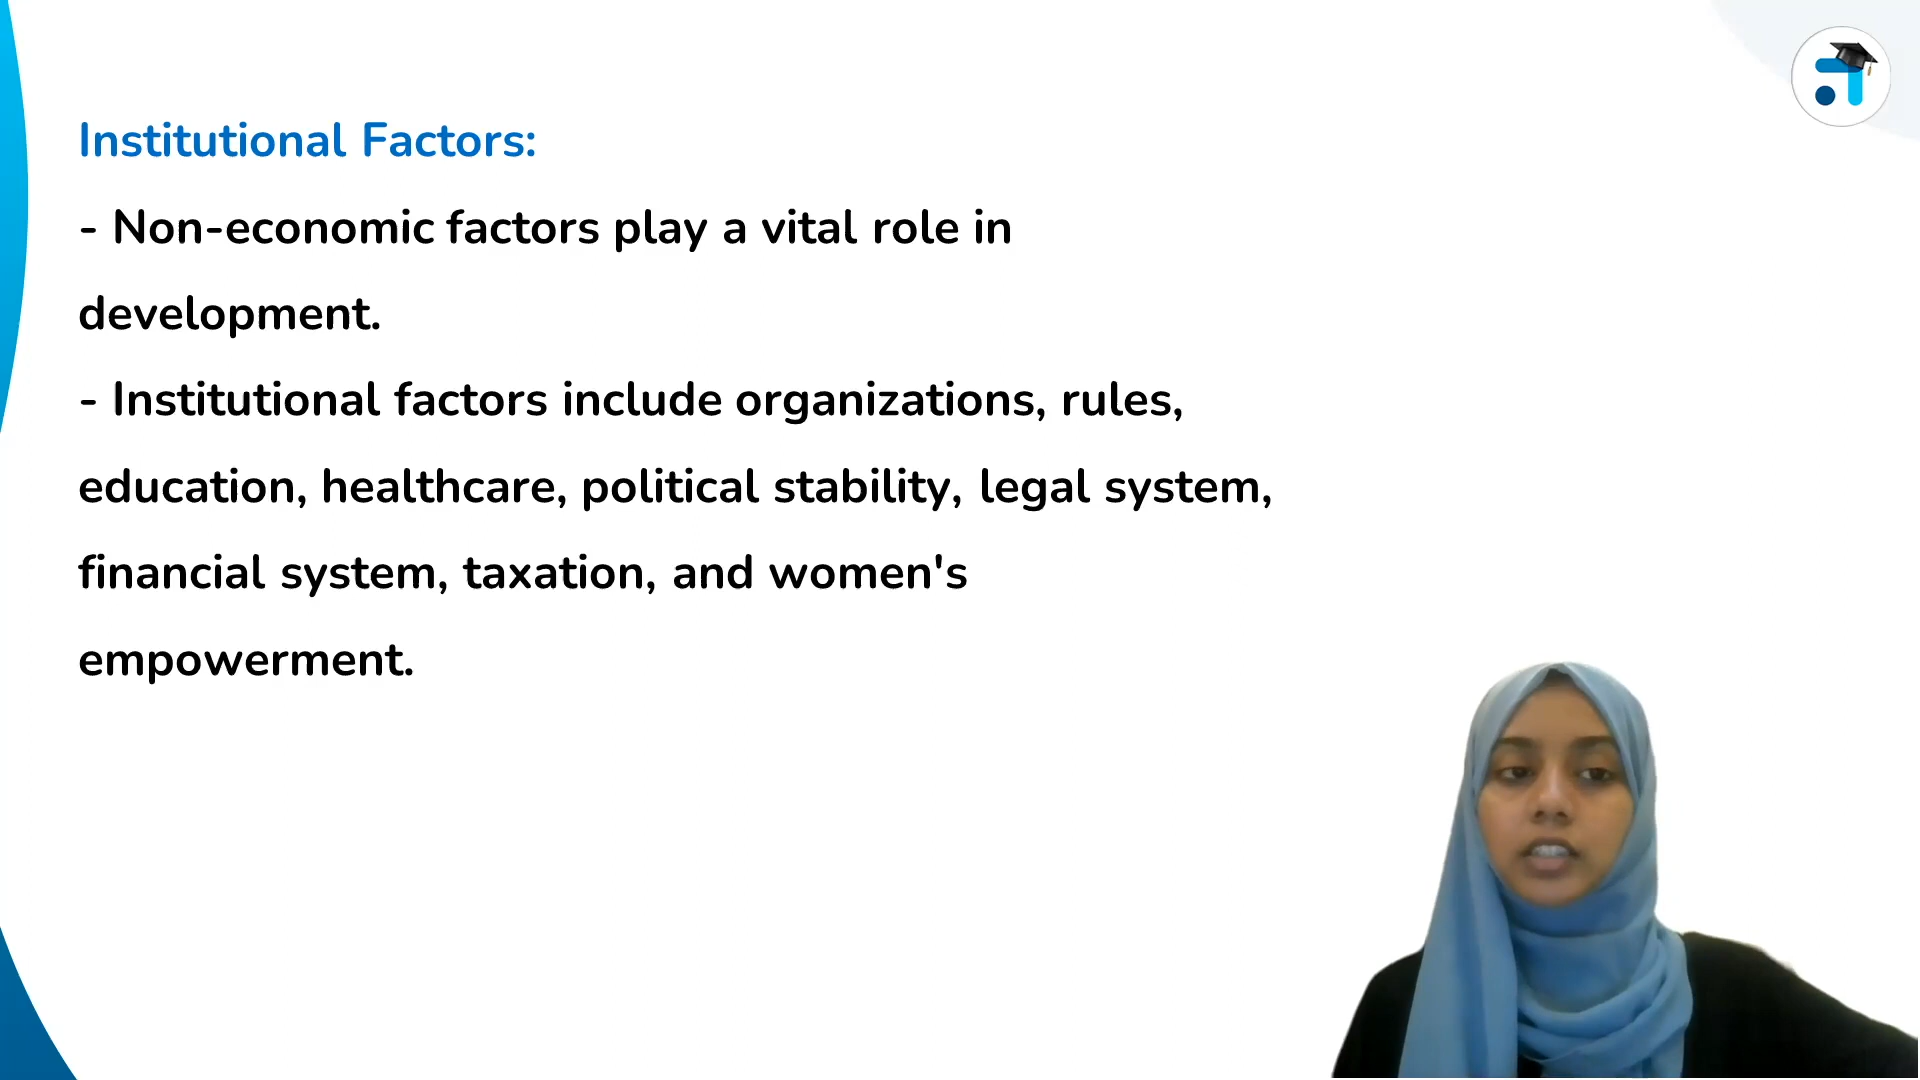 Institutional Factors:
- Non-economic factors play a vital role in
development.
- Institutional factors include organizations, rules,
education, healthcare, political stability, legal system,
financial system, taxation, and women's
empowerment.